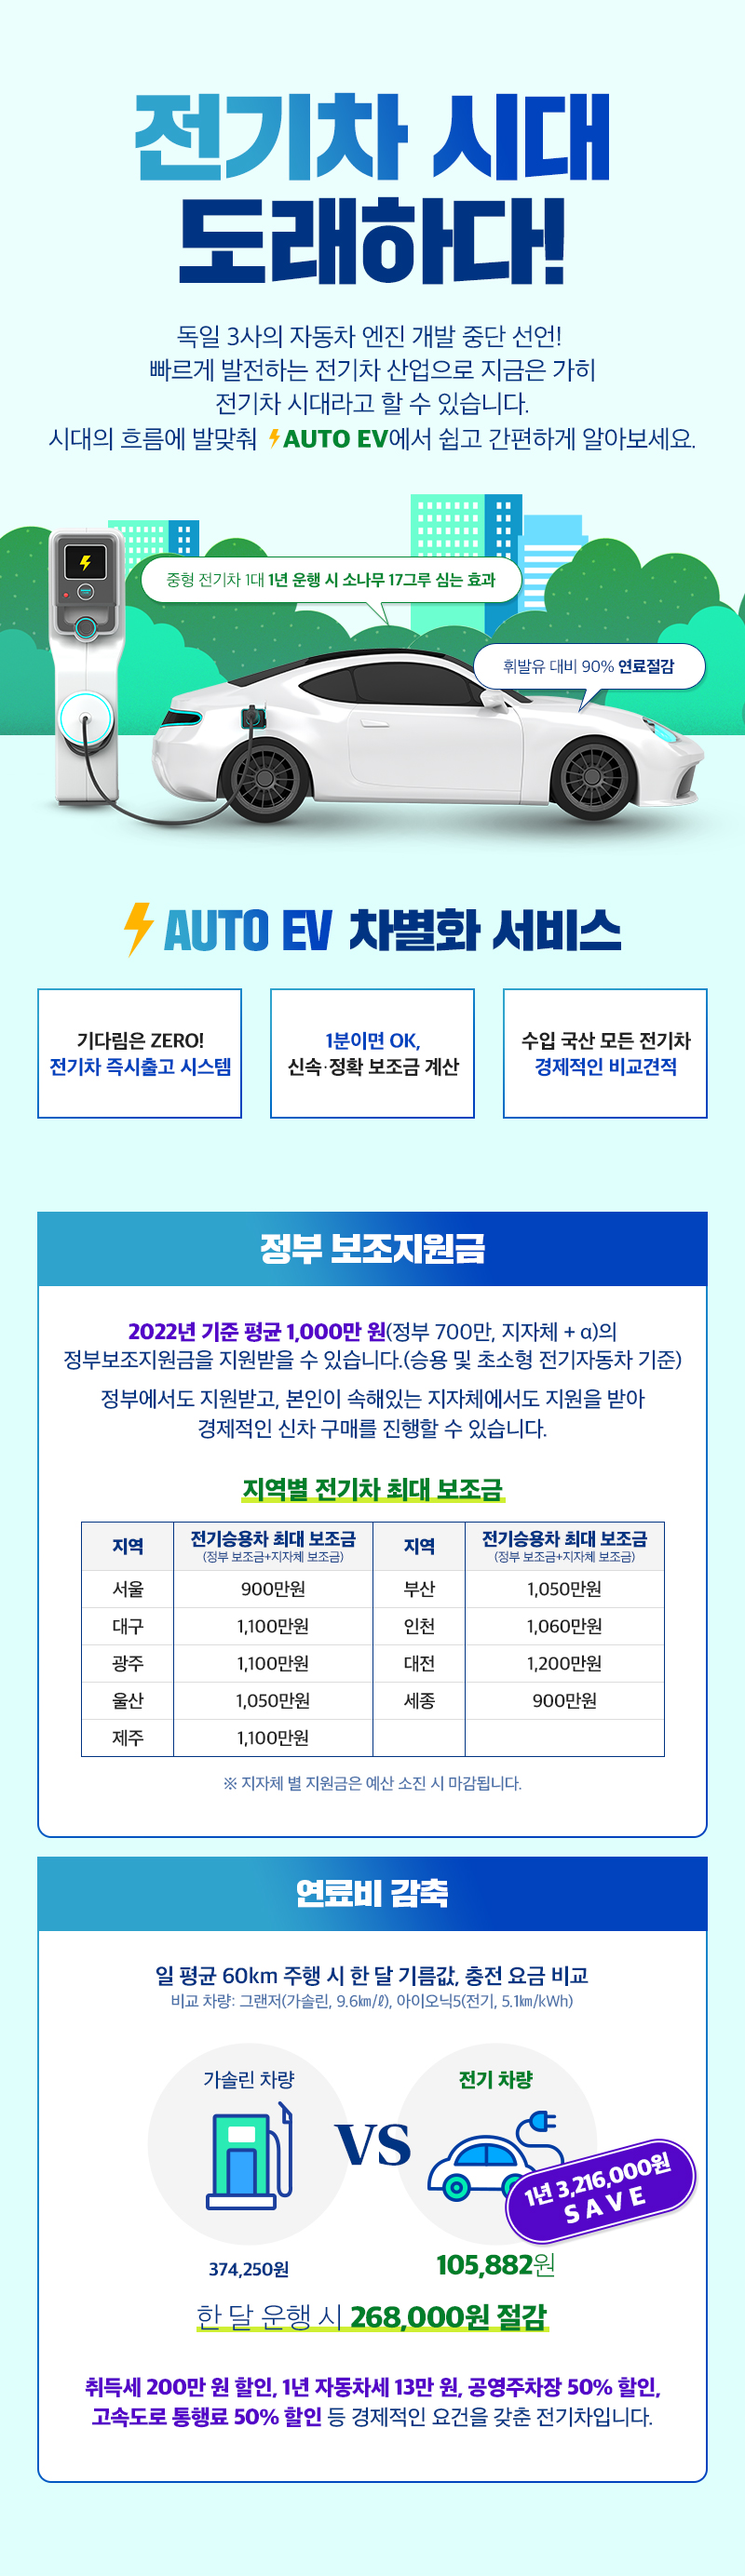 전기차 시대
도래하다!
독일 3사의 자동차 엔진 개발 중단 선언!
빠르게 발전하는 전기차 산업으로 지금은 가히
전기차 시대라고 할 수 있습니다.
시대의 흐름에 발맞춰 AUTO EV에서 쉽고 간편하게 알아보세요.
중형 전기차 1대 1년 운행 시 소나무 17그루 심는 효과
휘발유 대비 90% 연료절감
AUTO EV 차별화 서비스
기다림은 ZERO!
전기차 즉시출고 시스템
1분이면 OK,
신속·정확 보조금 계산
수입 국산 모든 전기차
경제적인 비교견적
정부 보조지원금
2022년 기준 평균 1,000만 원(정부 700만, 지자체 + α)의
정부보조지원금을 지원받을 수 있습니다.(승용 및 초소형 전기자동차 기준)
정부에서도 지원받고, 본인이 속해있는 지자체에서도 지원을 받아
경제적인 신차 구매를 진행할 수 있습니다.
지역별 전기차 최대 보조금
지역 전기승용차 최대 보조금 지역 전기승용차 최대 보조금
(정부 보조금+지자체 보조금) (정부 보조금+지자체 보조금)
서울 900만원 부산 1,050만원
대구 1,100만원 인천 1,060만원
광주 1,100만원 대전 1,200만원
울산 1,050만원 세종 900만원
제주 1,100만원
※ 지자체 별 지원금은 예산 소진 시 마감됩니다.
연료비 감축
일 평균 60km 주행 시 한 달 기름값, 충전 요금 비교
비교 차량: 그랜저(가솔린, 9.6㎞/ℓ), 아이오닉5(전기, 5.1㎞/kWh)
가솔린 차량
VS
전기 차량
1년 3,216,000원
SAVE
374,250원
105,882원
한 달 운행 시 268,000원 절감
취득세 200만 원 할인, 1년 자동차세 13만 원, 공영주차장 50% 할인,
고속도로 통행료 50% 할인 등 경제적인 요건을 갖춘 전기차입니다.